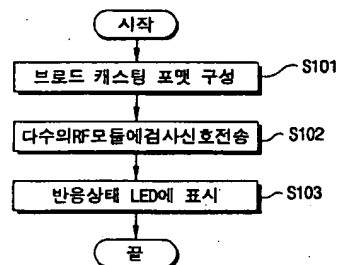 시작
브로드 캐스팅 포맷 구성
S101
다수의RF모듈에검사신호전송
S102
반응상태 LED에 표시
S103
끝